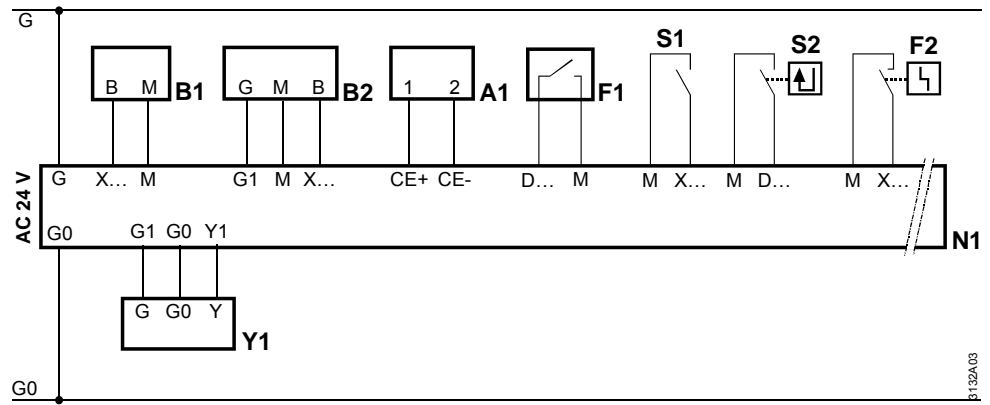 G
B M B1
G M B B2
1 2 A1
F1
S1
S2
F2
AC 24 V
G X... M G1 M X... CE+ CE- D... M M X... M D... M X...
G0 G1 G0 Y1
N1
G G0 Y Y1
G0
3132A03